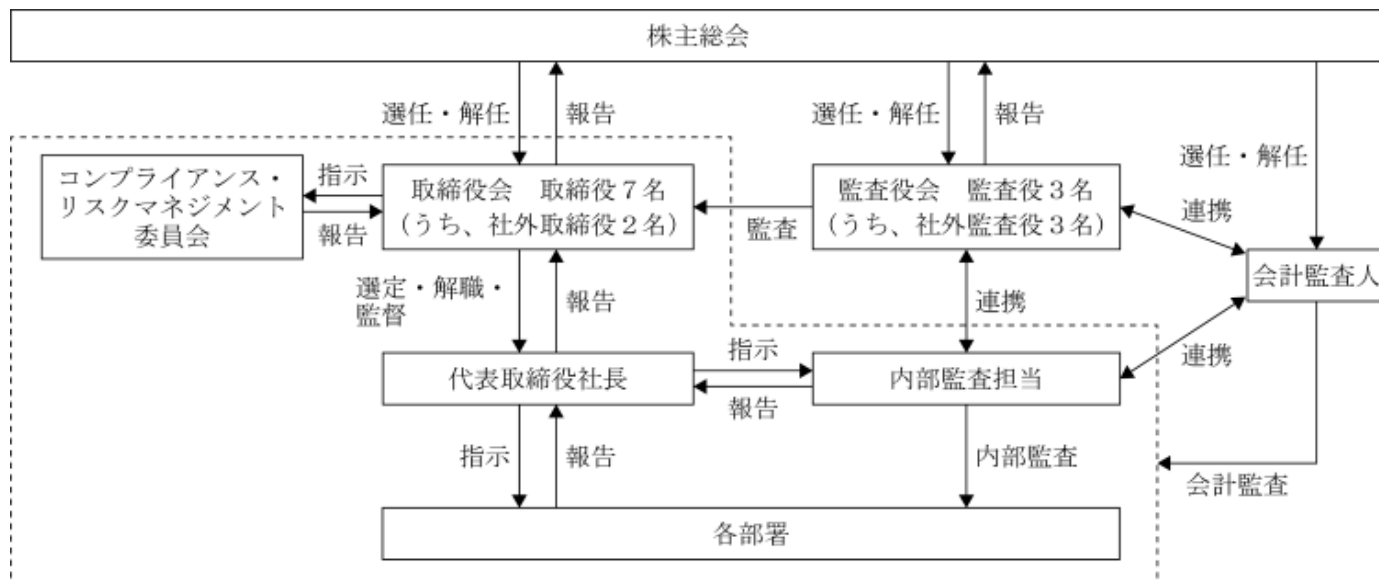 株主総会
選任・解任
報告
選任・解任
報告
選任・解任
コンプライアンス・
リスクマネジメント
委員会
指示
報告
取締役会 取締役7名
(うち、社外取締役2名)
監査
監査役会 監査役3名
(うち、社外監査役3名)
連携
会計監査人
選定・解職・
監督
報告
連携
連携
代表取締役社長
指示
報告
内部監査担当
指示
報告
内部監査
会計監査
各部署